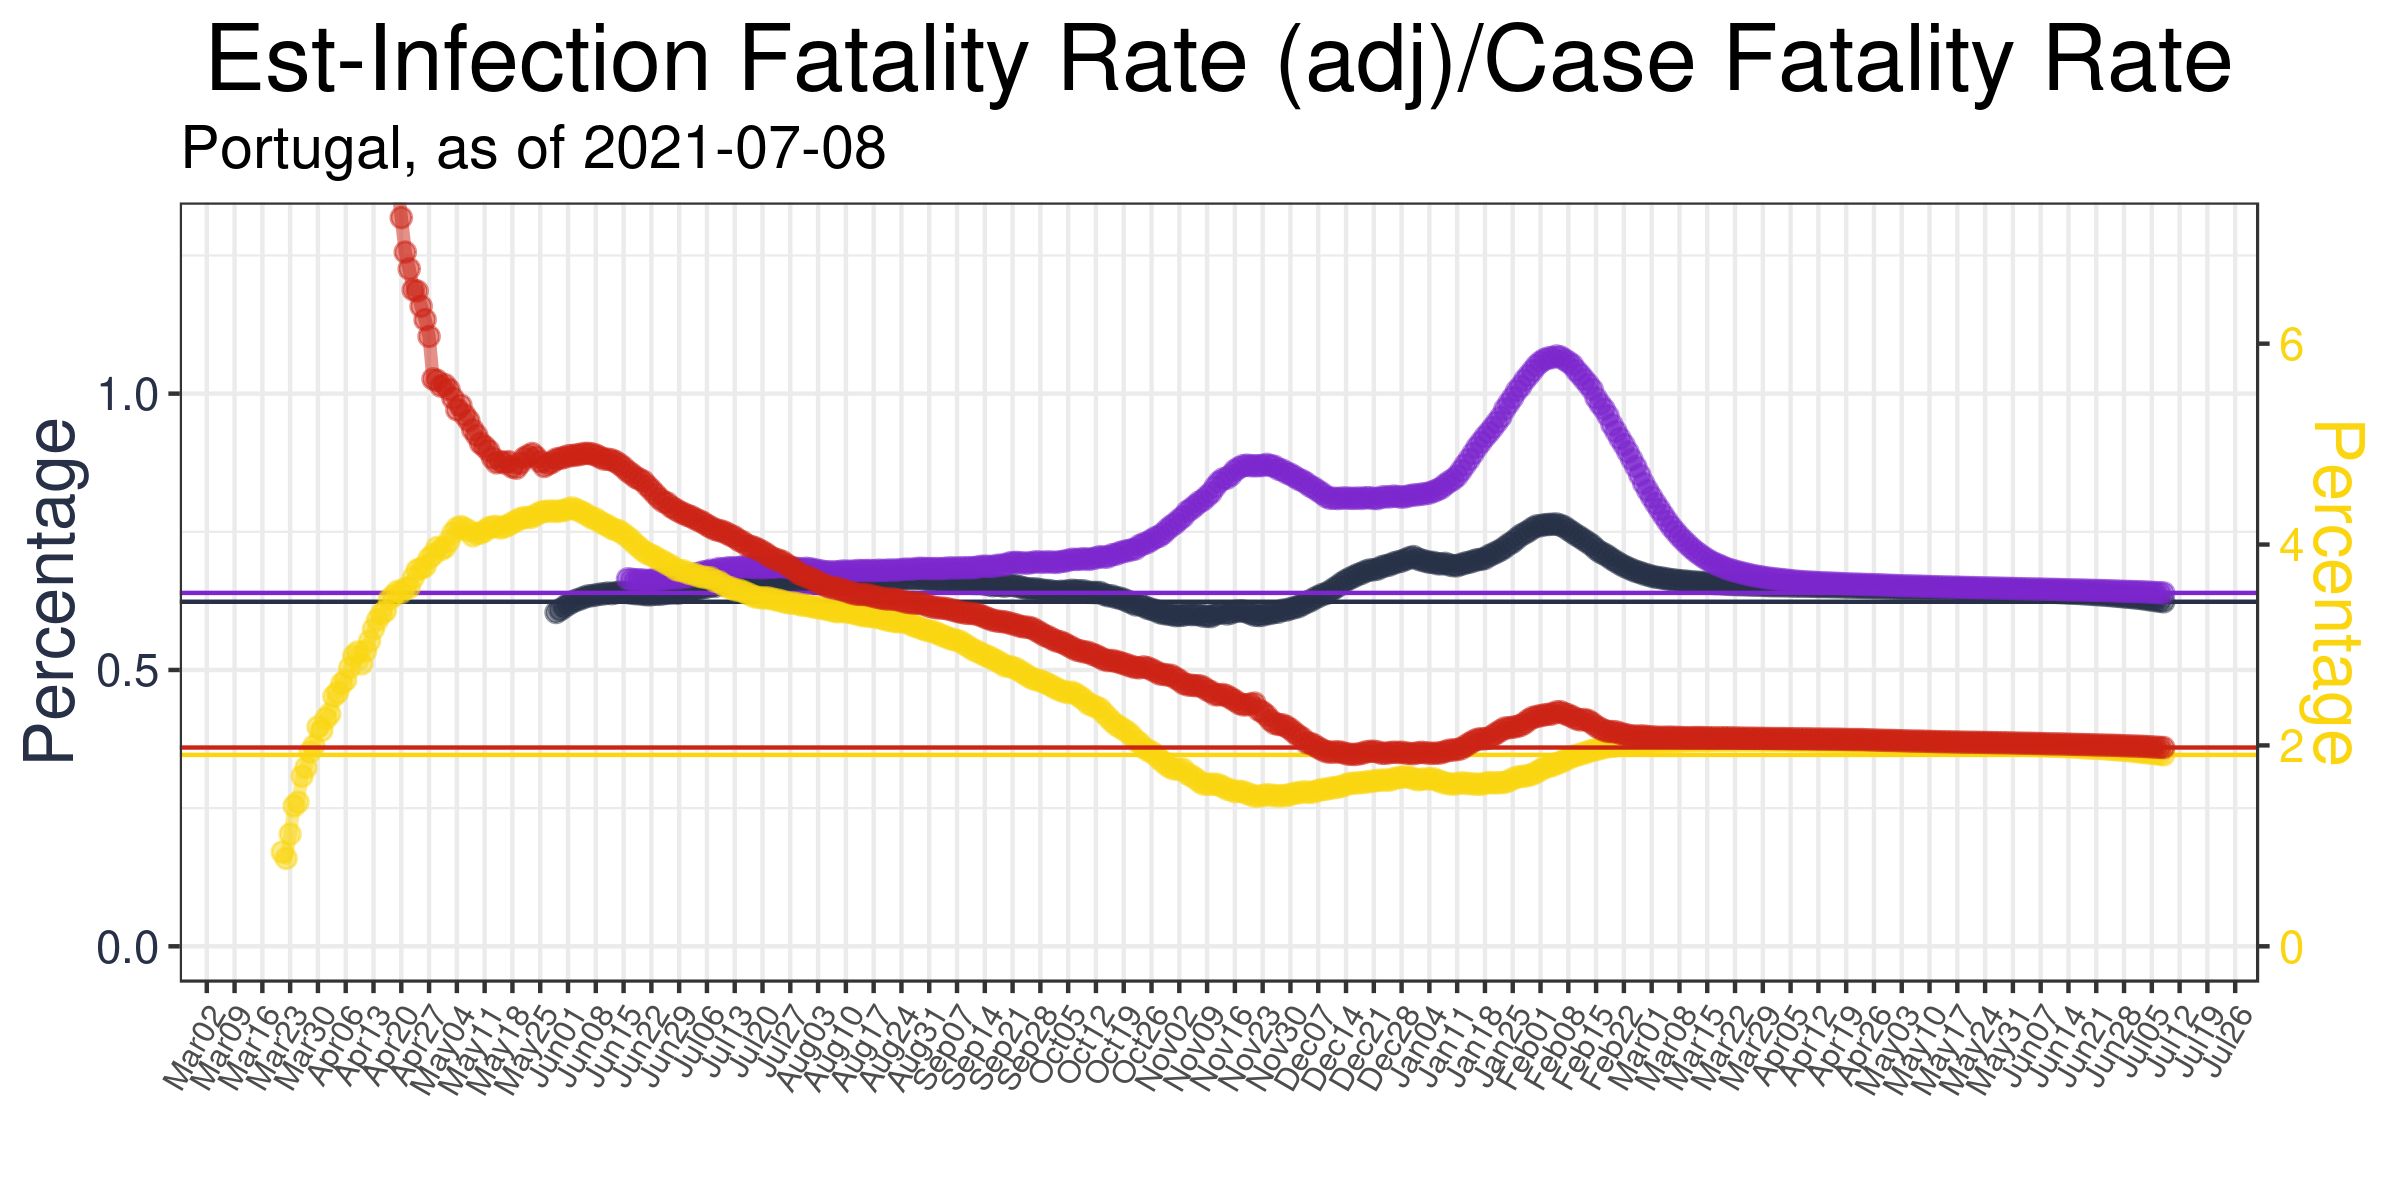 Est-Infection Fatality Rate (adj)/Case Fatality Rate
Portugal, as of 2021-07-08
Percentage
1.0
0.5
0.0
6
4
2
0
Percentage
Mar02
Mar09
Mar16
Mar23
Mar30
Apr06
Apr13
Apr20
Apr27
May04
May11
May18
May25
Jun01
Jun08
Jun15
Jun22
Jun29
Jul06
Jul13
Jul20
Jul27
Aug03
Aug10
Aug17
Aug24
Aug31
Sep07
Sep14
Sep21
Sep28
Oct05
Oct12
Oct19
Oct26
Nov02
Nov09
Nov16
Nov23
Nov30
Dec07
Dec14
Dec21
Dec28
Jan04
Jan11
Jan18
Jan25
Feb01
Feb08
Feb15
Feb22
Mar01
Mar08
Mar15
Mar22
Mar29
Apr05
Apr12
Apr19
Apr26
May03
May10
May17
May24
May31
Jun07
Jun14
Jun21
Jun28
Jul05
Jul12
Jul19
Jul26